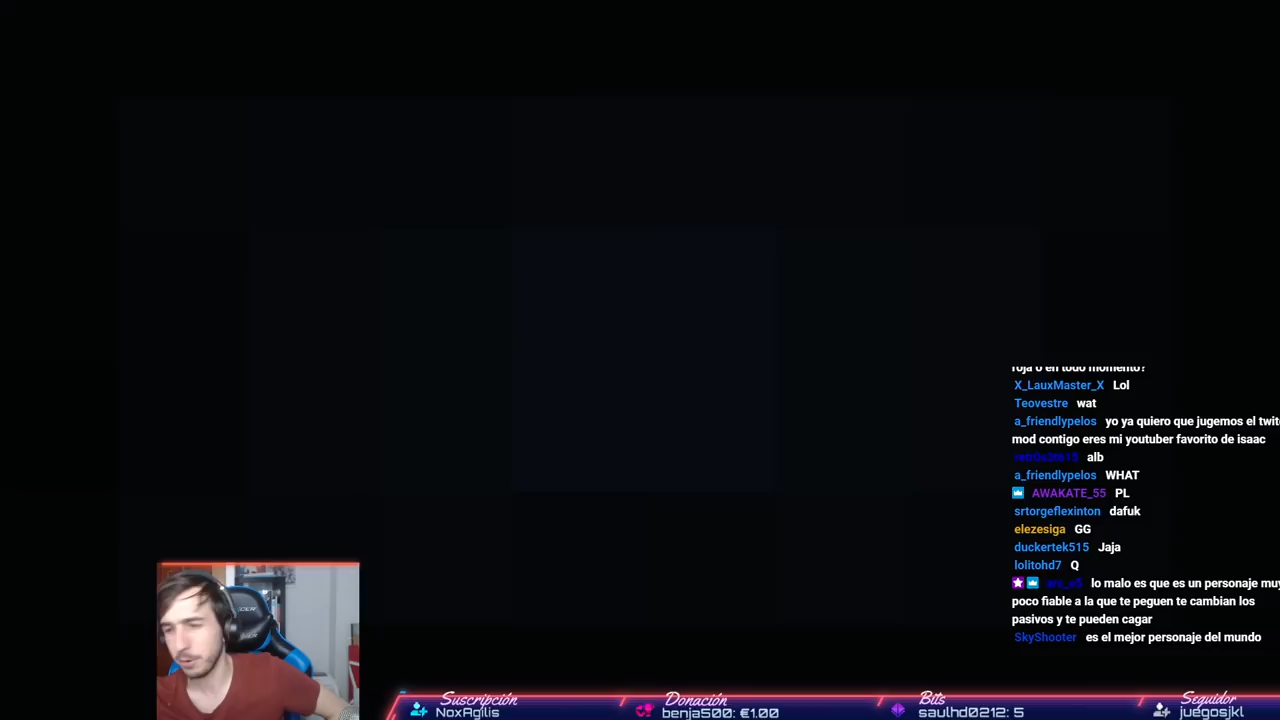 roja o en todo momento?
X_LauxMaster_X Lol
Teovestre wat
a_friendlypelos yo ya quiero que jugemos el twit
mod contigo eres mi youtuber favorito de isaac
alb
a_friendlypelos WHAT
AWAKATE_55 PL
srtorgeflexinton dafuk
elezesiga GG
duckertek515 Jaja
lolitohd7 Q
lo malo es que es un personaje muy
poco fiable a la que te peguen te cambian los
pasivos y te pueden cagar
SkyShooter es el mejor personaje del mundo
Suscripción Donación Bits Seguidor
NoxAgilis benja500: €1.00 saulhd0212: 5 juegosjkl